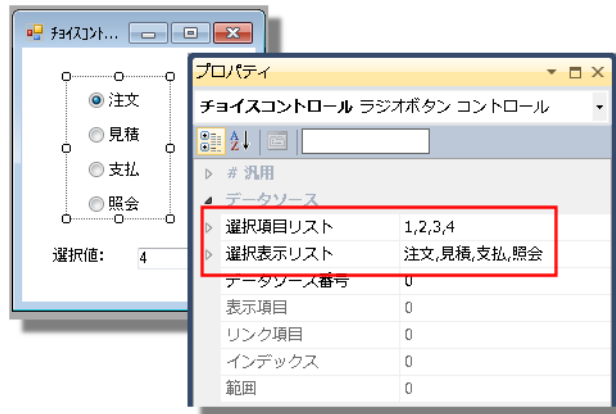 チョイスコント...
注文
見積
支払
照会
選択値: 4
プロパティ
チョイスコントロール ラジオボタン コントロール
# 汎用
データソース
選択項目リスト 1,2,3,4
選択表示リスト 注文,見積,支払,照会
データソース番号 0
表示項目 0
リンク項目 0
インデックス 0
範囲 0